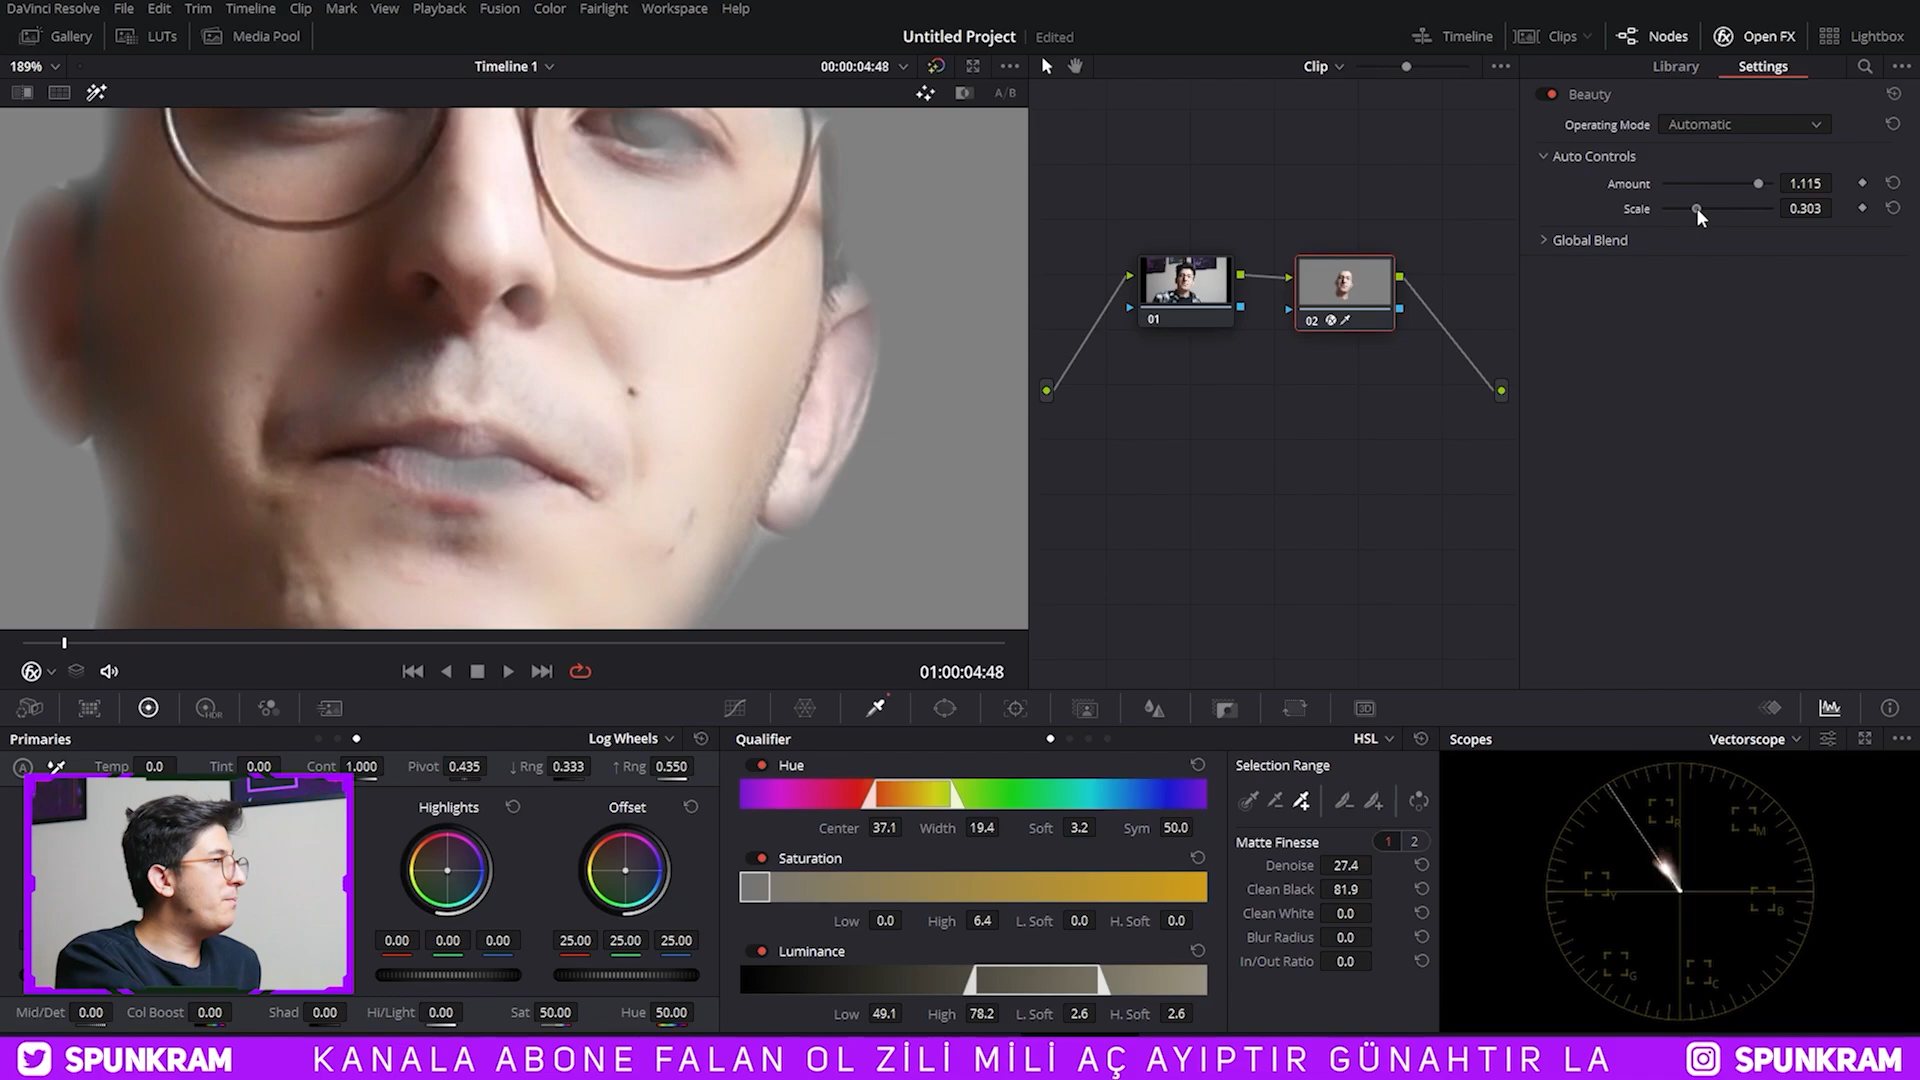 DaVinci Resolve File Edit Trim Timeline Clip Mark View Playback Fusion Color Fairlight Workspace Help
Gallery LUTs Media Pool Untitled Project Edited Timeline Clips Nodes Open FX Lightbox
189% Timeline 1 00:00:04:48 Clip Library Settings
A/B
Beauty
Operating Mode Automatic
Auto Controls
Amount 1.115
Scale 0.303
Global Blend
01
02
01:00:04:48
HDR
3D
Primaries Log Wheels
Qualifier HSL
Scopes Vectorscope
A Temp 0.0 Tint 0.00 Cont 1.000 Pivot 0.435 ↓ Rng 0.333 ↑ Rng 0.550
Highlights Offset
0.00 0.00 0.00 25.00 25.00 25.00
Mid/Det 0.00 Col Boost 0.00 Shad 0.00 Hi/Light 0.00 Sat 50.00 Hue 50.00
Hue
Center 37.1 Width 19.4 Soft 3.2 Sym 50.0
Saturation
Low 0.0 High 6.4 L. Soft 0.0 H. Soft 0.0
Luminance
Low 49.1 High 78.2 L. Soft 2.6 H. Soft 2.6
Selection Range
Matte Finesse 1 2
Denoise 27.4
Clean Black 81.9
Clean White 0.0
Blur Radius 0.0
In/Out Ratio 0.0
R M
Y B
G C
SPUNKRAM KANALA ABONE FALAN OL ZİLİ MİLİ AÇ AYIPTIR GÜNAHTIR LA SPUNKRAM